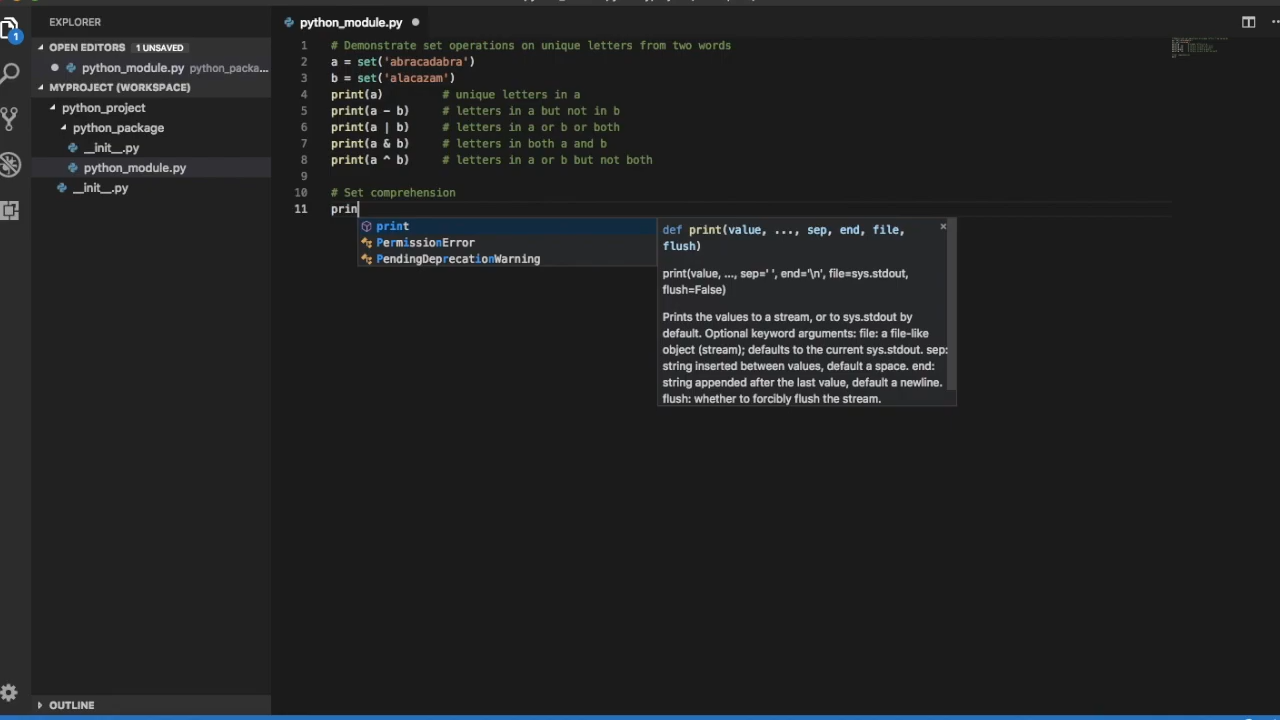 EXPLORER
OPEN EDITORS 1 UNSAVED
python_module.py python_packa...
MYPROJECT (WORKSPACE)
python_project
python_package
__init__.py
python_module.py
__init__.py
OUTLINE
1
python_module.py
1 # Demonstrate set operations on unique letters from two words
2 a = set('abracadabra')
3 b = set('alacazam')
4 print(a) # unique letters in a
5 print(a - b) # letters in a but not in b
6 print(a | b) # letters in a or b or both
7 print(a & b) # letters in both a and b
8 print(a ^ b) # letters in a or b but not both
9
10 # Set comprehension
11 prin
print
PermissionError
PendingDeprecationWarning
def print(value, ..., sep, end, file,
flush)
print(value, ..., sep=' ', end='\n', file=sys.stdout,
flush=False)
Prints the values to a stream, or to sys.stdout by
default. Optional keyword arguments: file: a file-like
object (stream); defaults to the current sys.stdout. sep:
string inserted between values, default a space. end:
string appended after the last value, default a newline.
flush: whether to forcibly flush the stream.